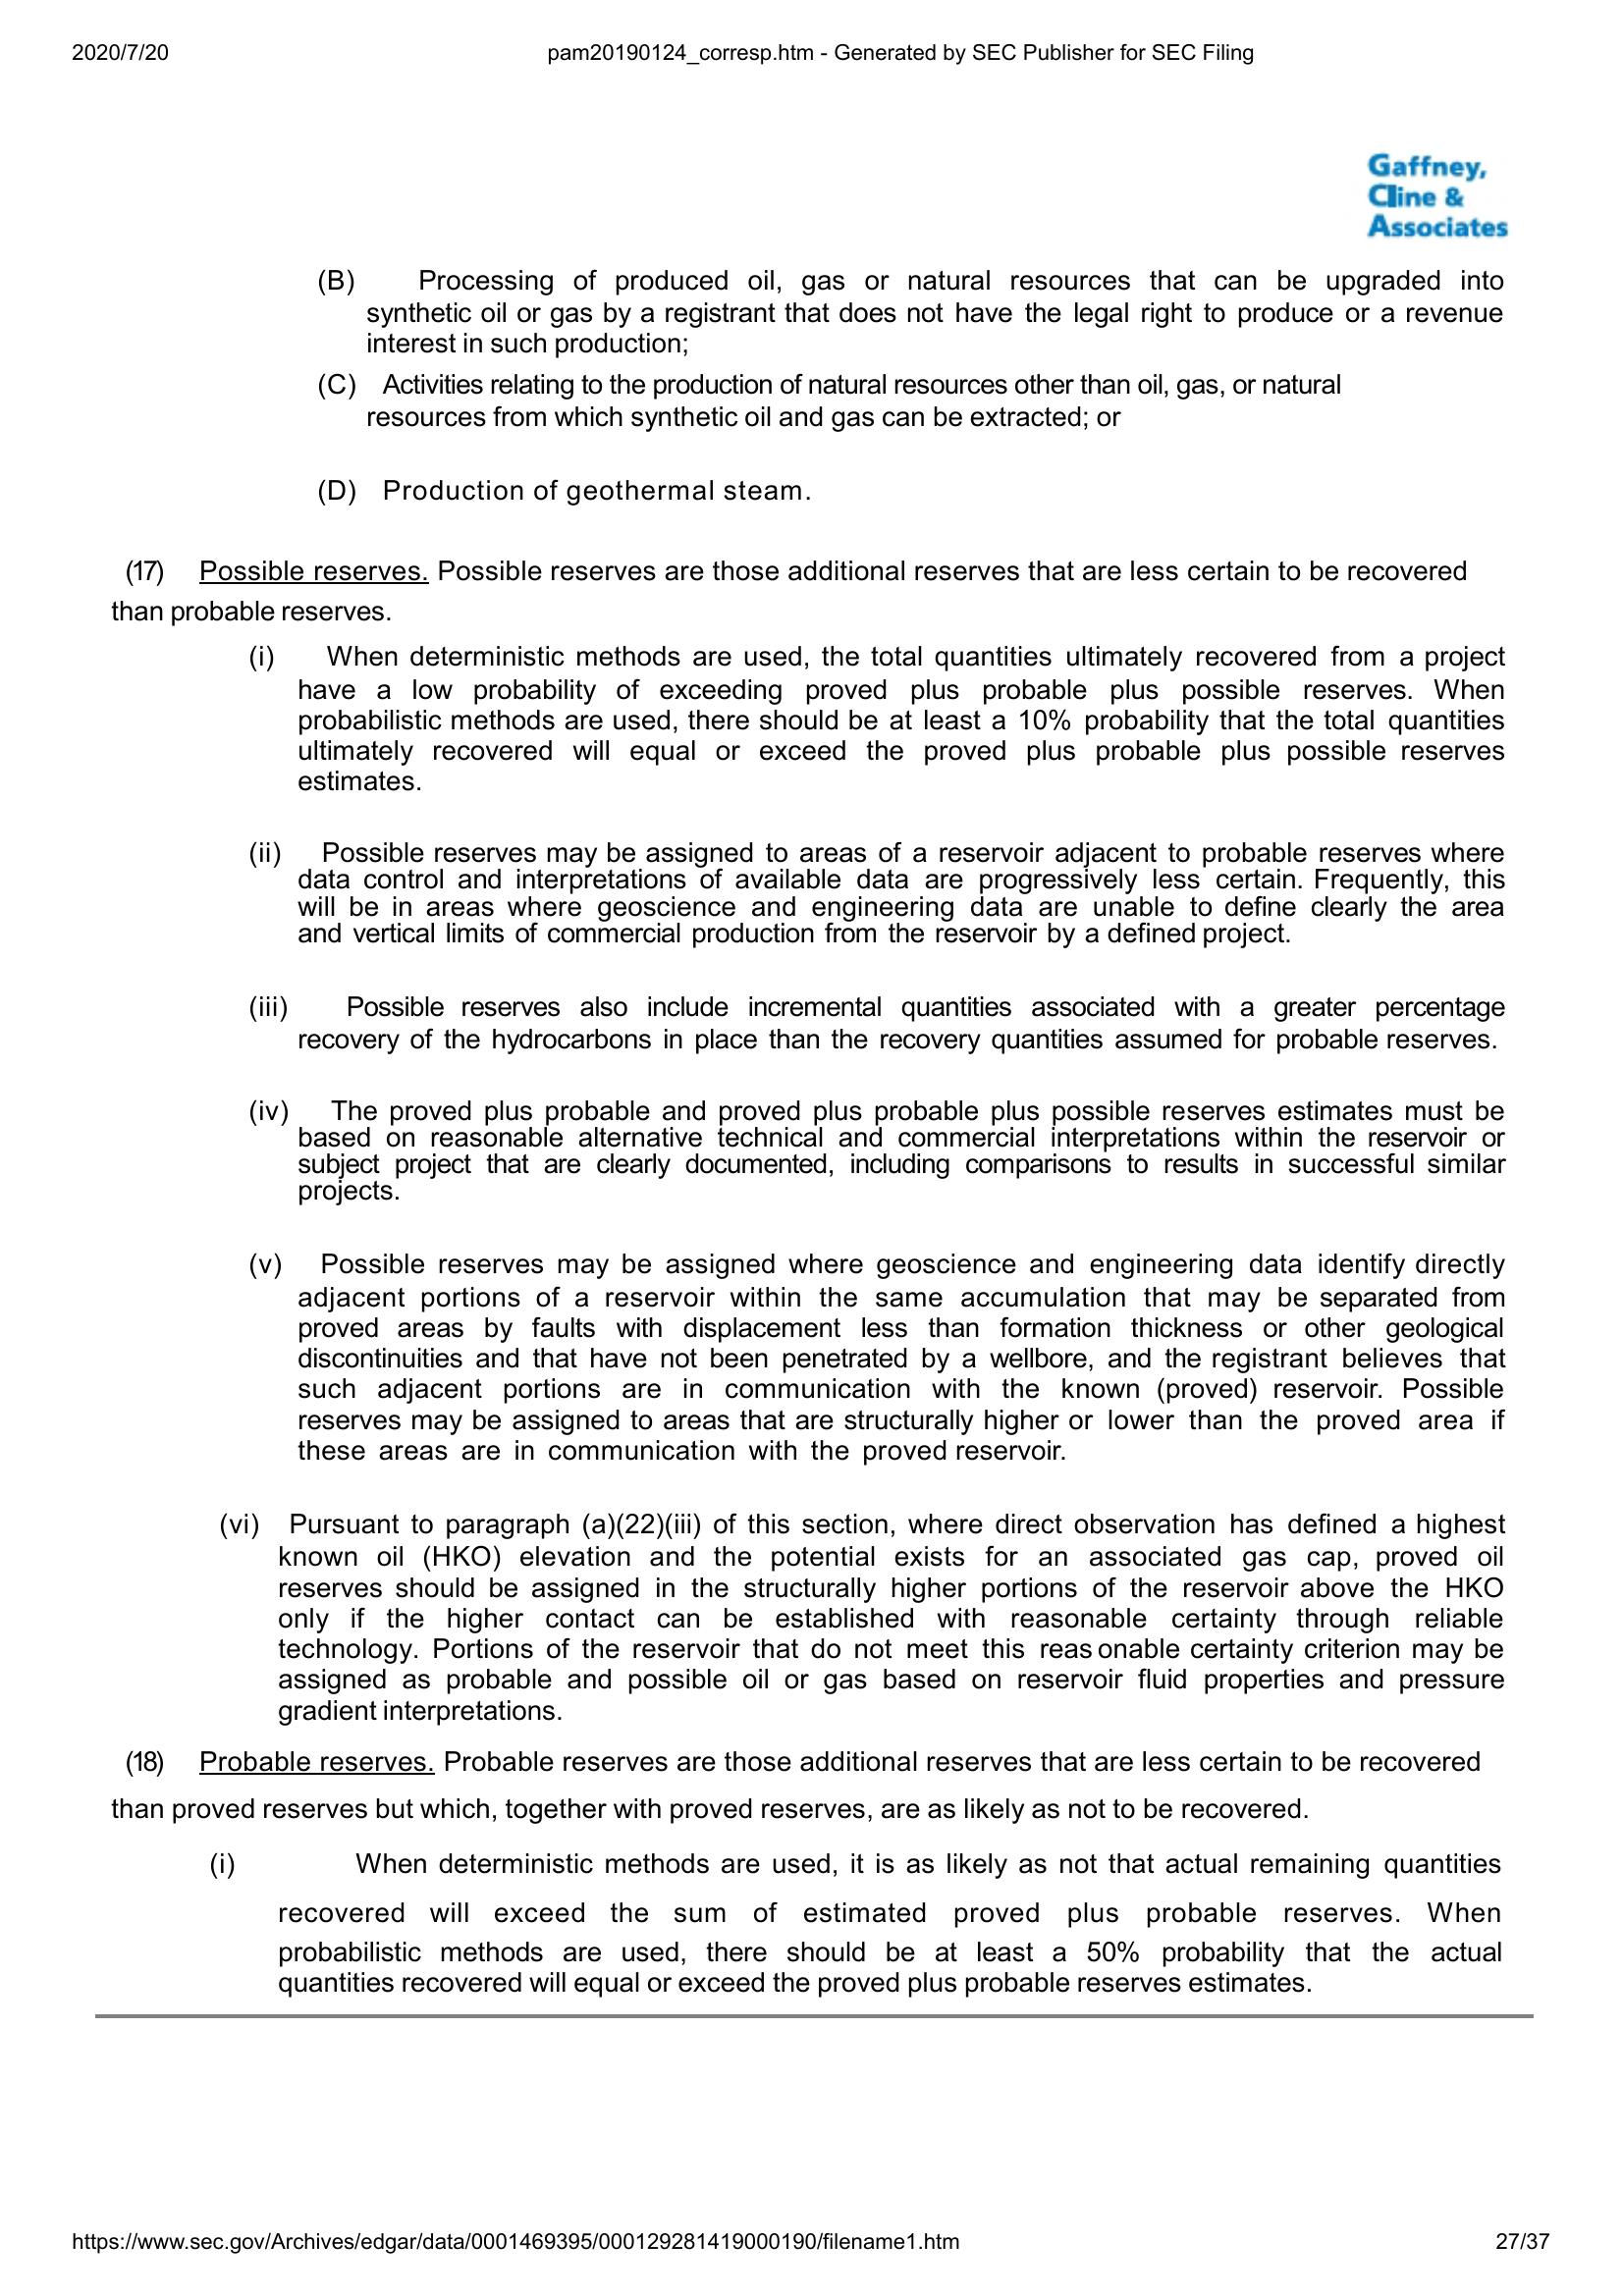 2020/7/20 pam20190124_corresp.htm - Generated by SEC Publisher for SEC Filing
Gaffney,
Cline &
Associates
(B) Processing of produced oil, gas or natural resources that can be upgraded into
synthetic oil or gas by a registrant that does not have the legal right to produce or a revenue
interest in such production;
(C) Activities relating to the production of natural resources other than oil, gas, or natural
resources from which synthetic oil and gas can be extracted; or
(D) Production of geothermal steam.
(17) Possible reserves. Possible reserves are those additional reserves that are less certain to be recovered
than probable reserves.
(i) When deterministic methods are used, the total quantities ultimately recovered from a project
have a low probability of exceeding proved plus probable plus possible reserves. When
probabilistic methods are used, there should be at least a 10% probability that the total quantities
ultimately recovered will equal or exceed the proved plus probable plus possible reserves
estimates.
(ii) Possible reserves may be assigned to areas of a reservoir adjacent to probable reserves where
data control and interpretations of available data are progressively less certain. Frequently, this
will be in areas where geoscience and engineering data are unable to define clearly the area
and vertical limits of commercial production from the reservoir by a defined project.
(iii) Possible reserves also include incremental quantities associated with a greater percentage
recovery of the hydrocarbons in place than the recovery quantities assumed for probable reserves.
(iv) The proved plus probable and proved plus probable plus possible reserves estimates must be
based on reasonable alternative technical and commercial interpretations within the reservoir or
subject project that are clearly documented, including comparisons to results in successful similar
projects.
(v) Possible reserves may be assigned where geoscience and engineering data identify directly
adjacent portions of a reservoir within the same accumulation that may be separated from
proved areas by faults with displacement less than formation thickness or other geological
discontinuities and that have not been penetrated by a wellbore, and the registrant believes that
such adjacent portions are in communication with the known (proved) reservoir. Possible
reserves may be assigned to areas that are structurally higher or lower than the proved area if
these areas are in communication with the proved reservoir.
(vi) Pursuant to paragraph (a)(22)(iii) of this section, where direct observation has defined a highest
known oil (HKO) elevation and the potential exists for an associated gas cap, proved oil
reserves should be assigned in the structurally higher portions of the reservoir above the HKO
only if the higher contact can be established with reasonable certainty through reliable
technology. Portions of the reservoir that do not meet this reas onable certainty criterion may be
assigned as probable and possible oil or gas based on reservoir fluid properties and pressure
gradient interpretations.
(18) Probable reserves. Probable reserves are those additional reserves that are less certain to be recovered
than proved reserves but which, together with proved reserves, are as likely as not to be recovered.
(i) When deterministic methods are used, it is as likely as not that actual remaining quantities
recovered will exceed the sum of estimated proved plus probable reserves. When
probabilistic methods are used, there should be at least a 50% probability that the actual
quantities recovered will equal or exceed the proved plus probable reserves estimates.
https://www.sec.gov/Archives/edgar/data/0001469395/000129281419000190/filename1.htm 27/37